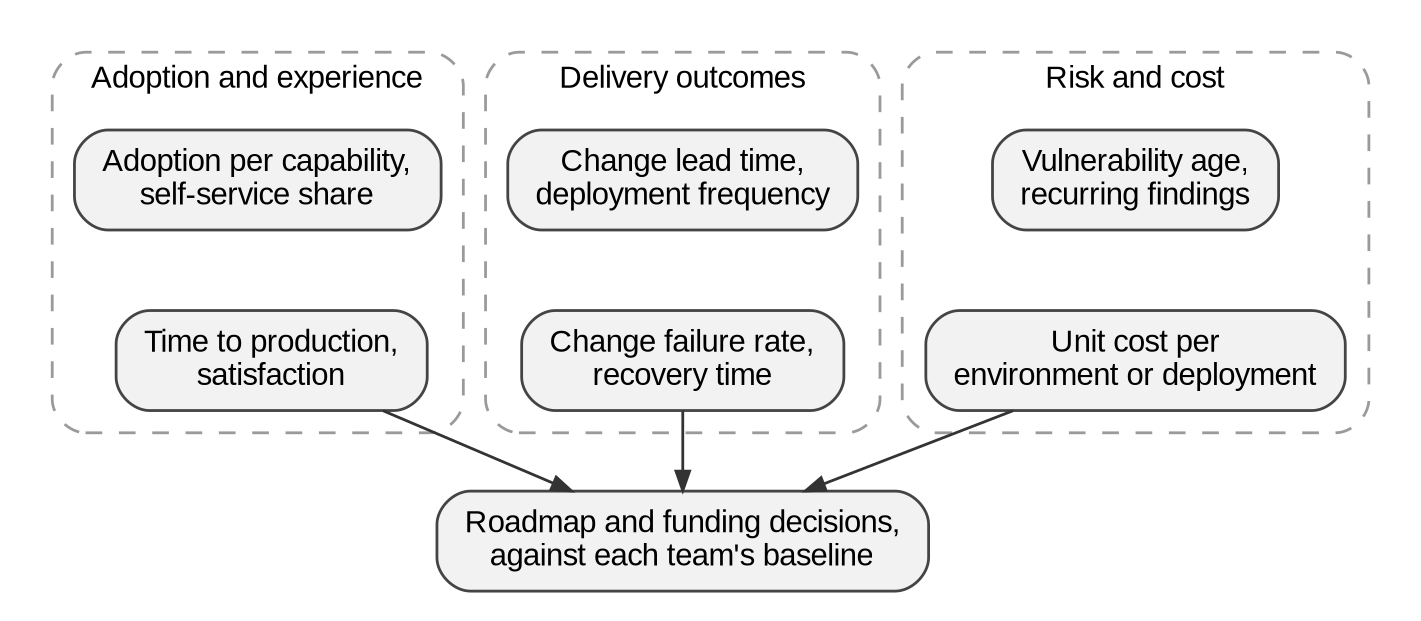 Adoption and experience
Adoption per capability,
self-service share
Time to production,
satisfaction
Delivery outcomes
Change lead time,
deployment frequency
Change failure rate,
recovery time
Risk and cost
Vulnerability age,
recurring findings
Unit cost per
environment or deployment
Roadmap and funding decisions,
against each team's baseline